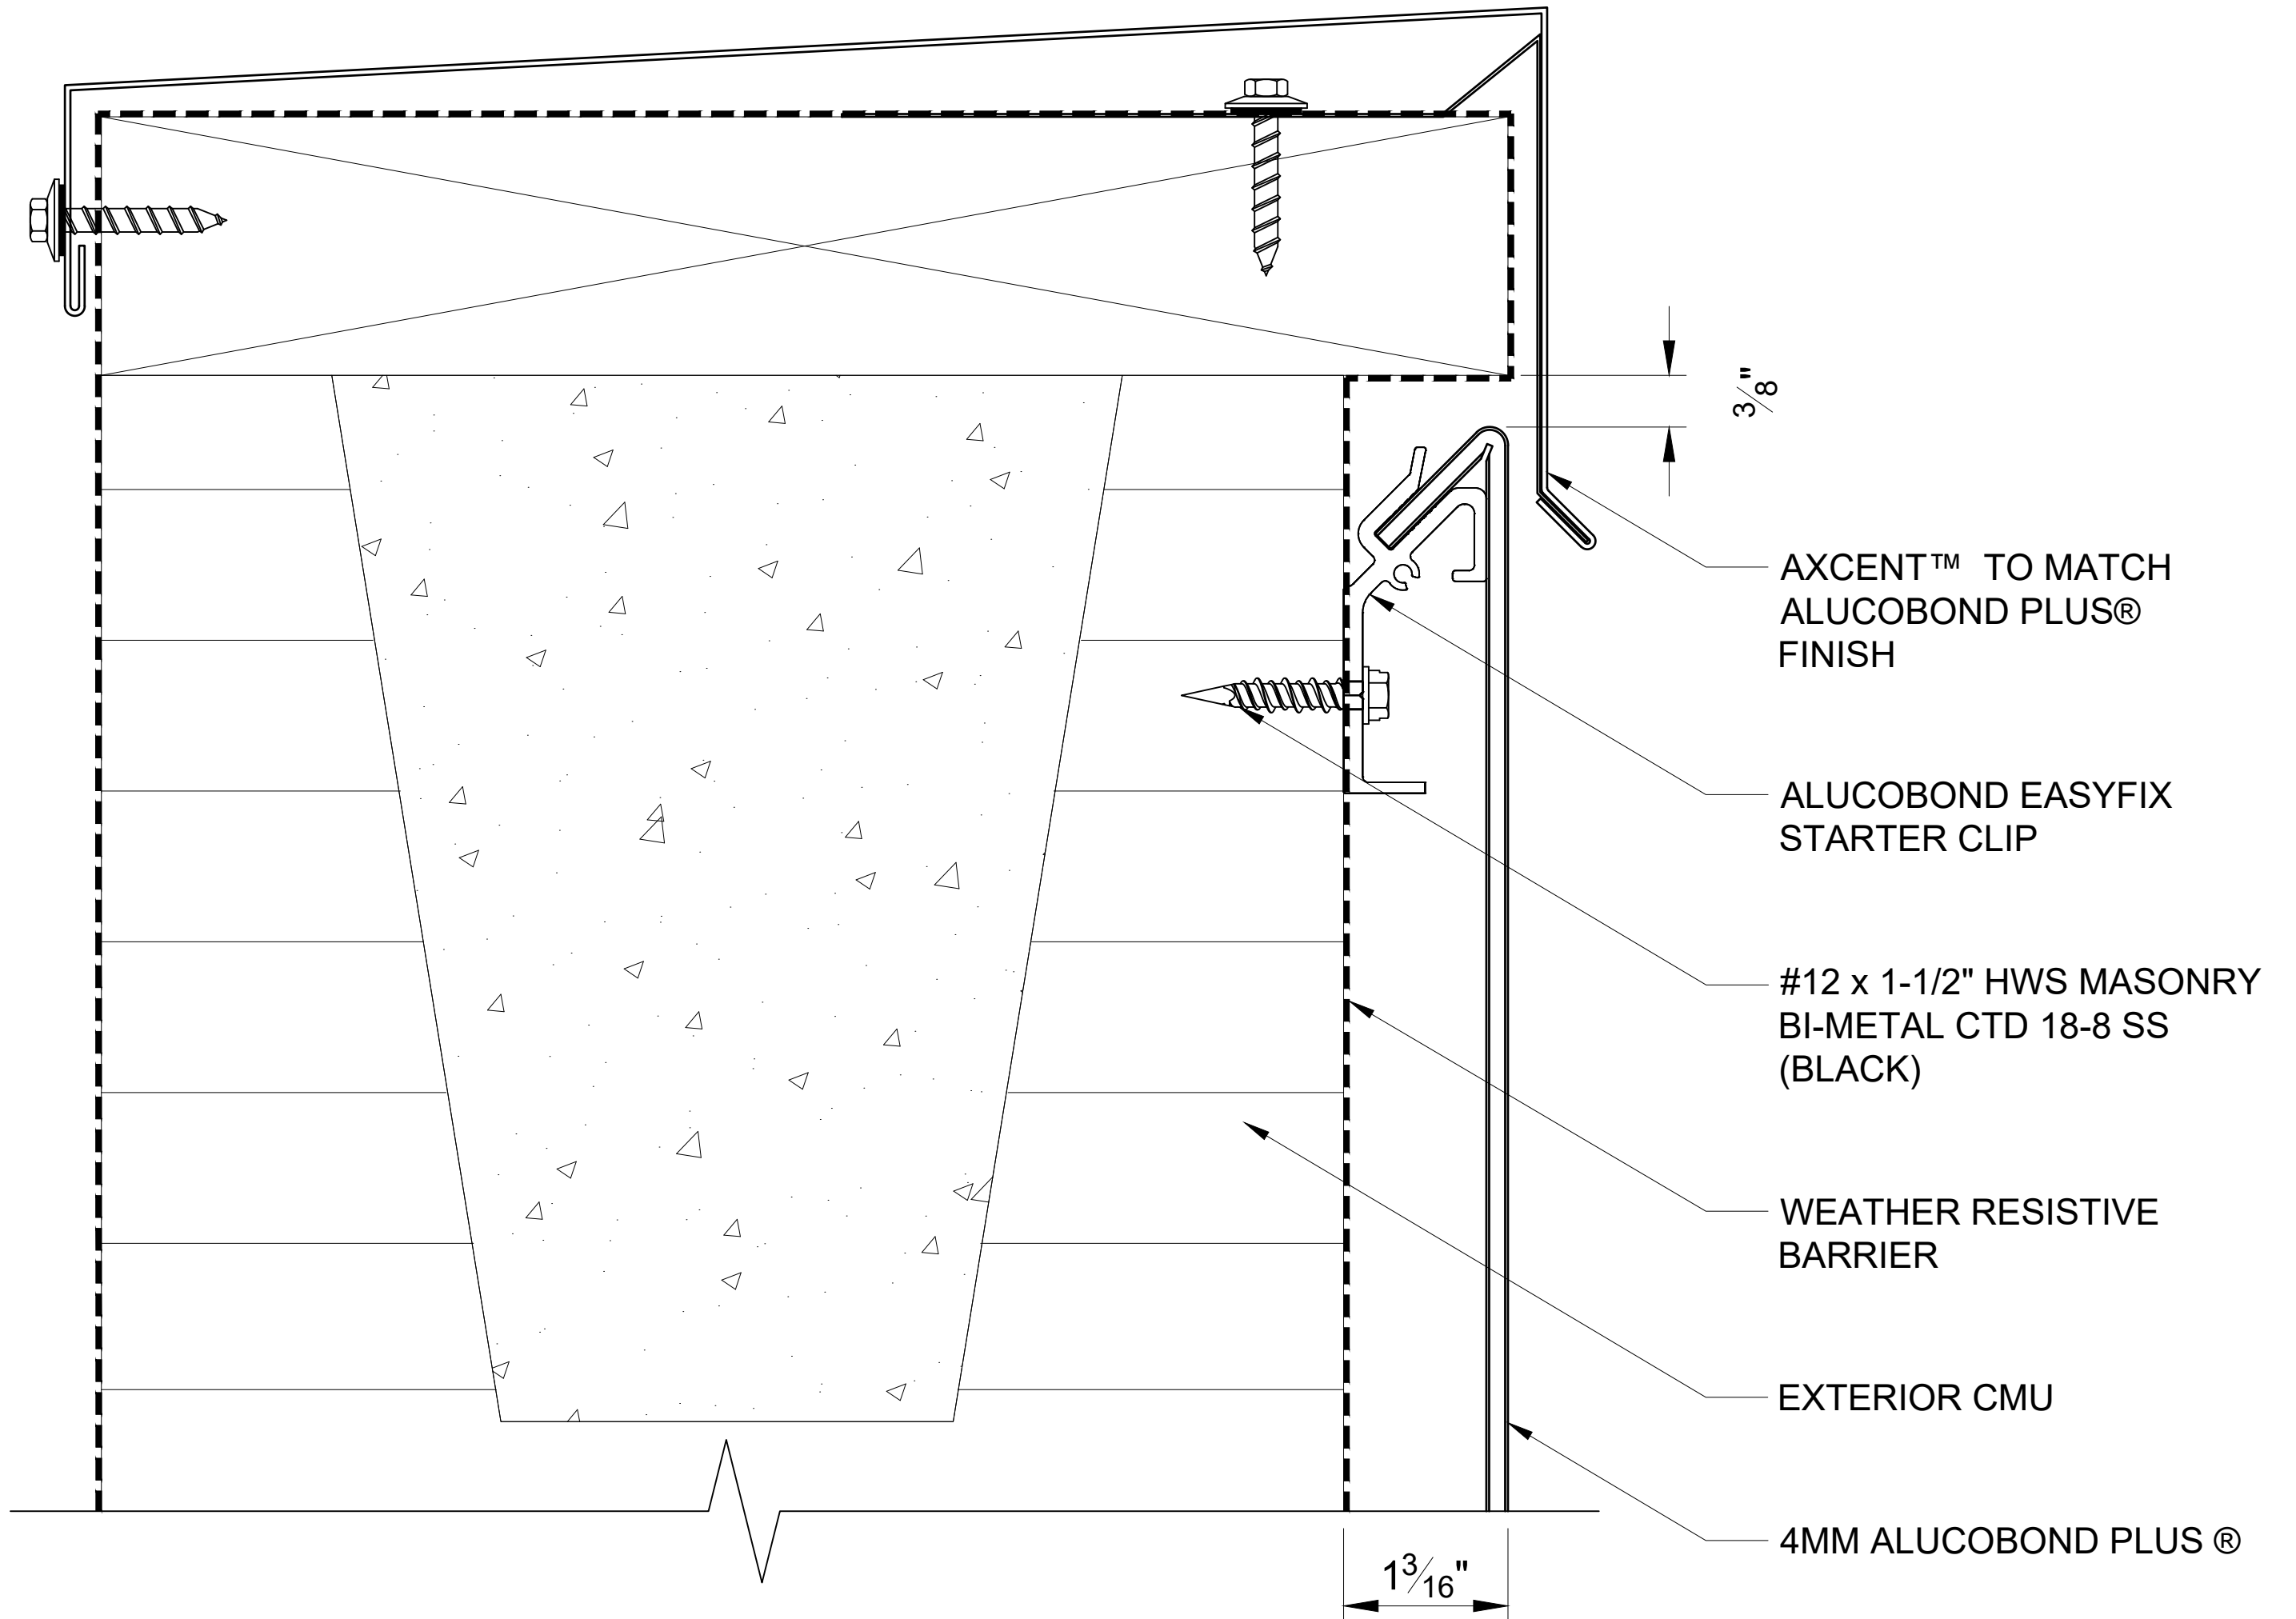 3/8"
AXCENT™ TO MATCH
ALUCOBOND PLUS®
FINISH
ALUCOBOND EASYFIX
STARTER CLIP
#12 x 1-1/2" HWS MASONRY
BI-METAL CTD 18-8 SS
(BLACK)
WEATHER RESISTIVE
BARRIER
EXTERIOR CMU
4MM ALUCOBOND PLUS ®
1 3/16"